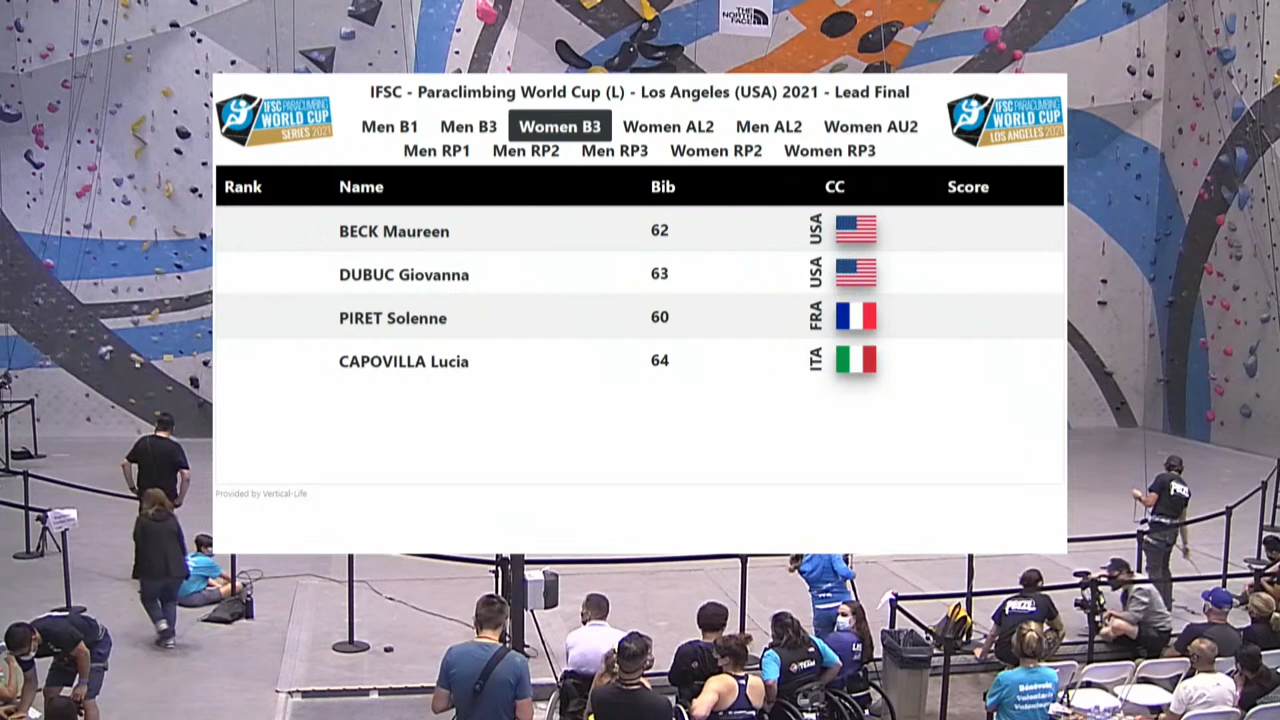 THE
NORTH
FACE
IFSC - Paraclimbing World Cup (L) - Los Angeles (USA) 2021 - Lead Final
IFSC PARACLIMBING
WORLD CUP
SERIES 2021
Men B1 Men B3 Women B3 Women AL2 Men AL2 Women AU2
Men RP1 Men RP2 Men RP3 Women RP2 Women RP3
IFSC PARACLIMBING
WORLD CUP
LOS ANGELES 2021
Rank Name Bib CC Score
BECK Maureen 62 USA
DUBUC Giovanna 63 USA
PIRET Solenne 60 FRA
CAPOVILLA Lucia 64 ITA
Provided by Vertical-Life
TEAM
Bénévole
Volontario